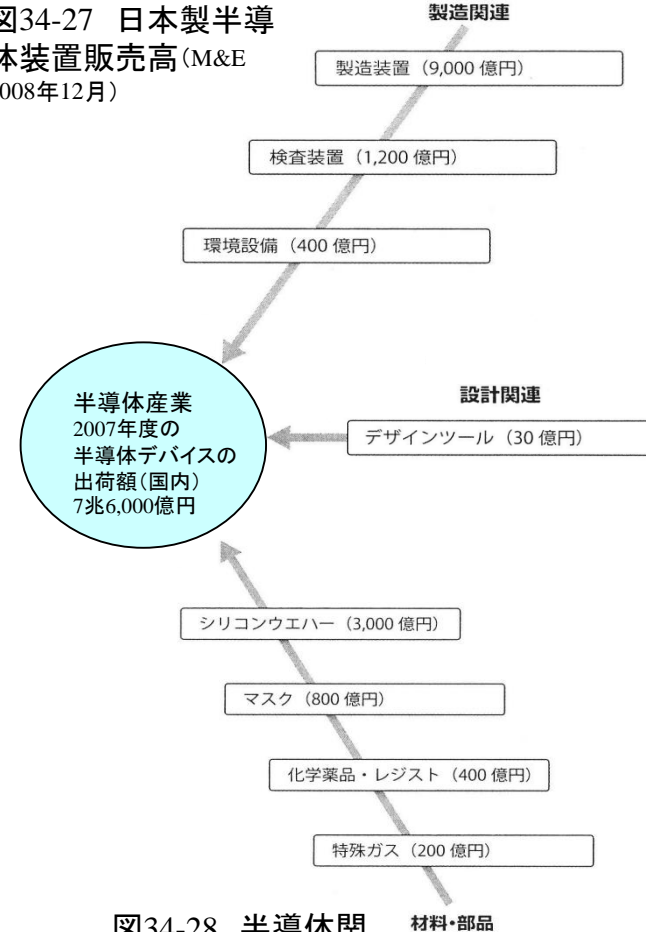 図34-27 日本製半導
体装置販売高(M&E
008年12月)
製造関連
製造装置（9,000 億円）
検査装置（1,200 億円）
環境設備（400 億円）
半導体産業
2007年度の
半導体デバイスの
出荷額(国内)
7兆6,000億円
設計関連
デザインツール（30 億円）
シリコンウエハー（3,000 億円）
マスク（800 億円）
化学薬品・レジスト（400 億円）
特殊ガス（200 億円）
材料・部品
図34-28 半導体関